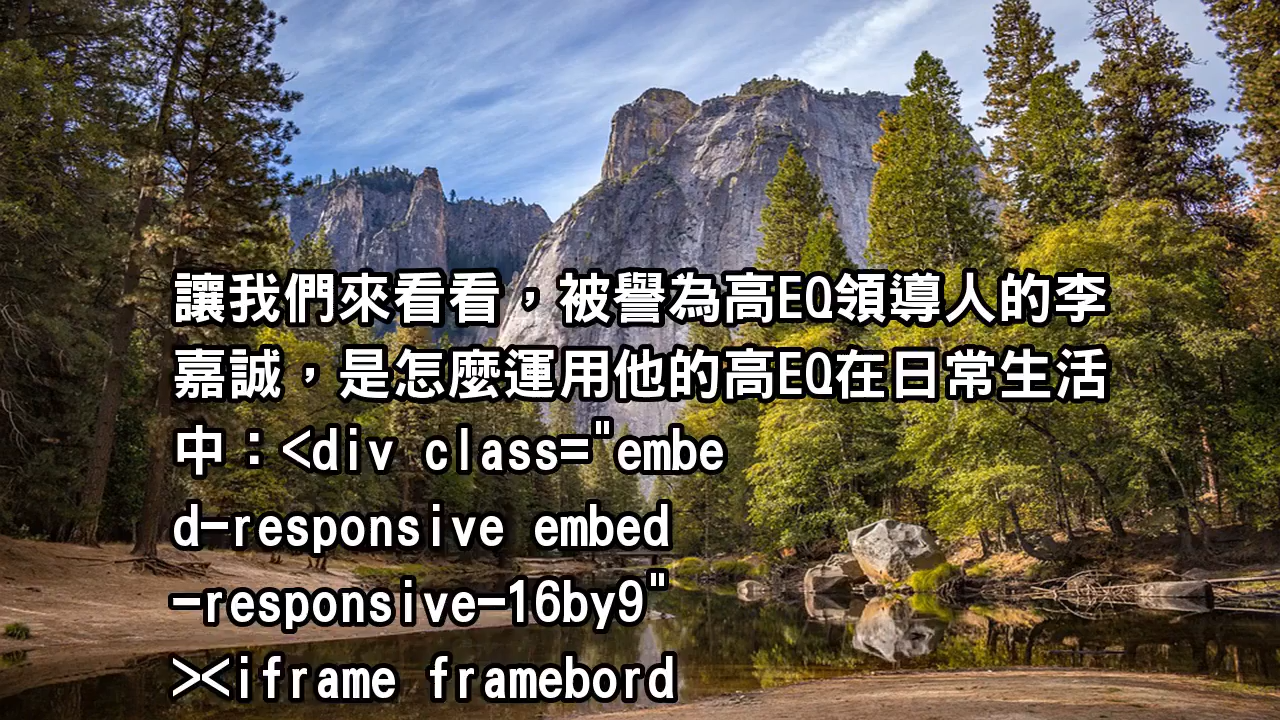 讓我們來看看，被譽為高EQ領導人的李
嘉誠，是怎麼運用他的高EQ在日常生活
中：<div class="embe
d-responsive embed
-responsive-16by9"
><iframe framebord